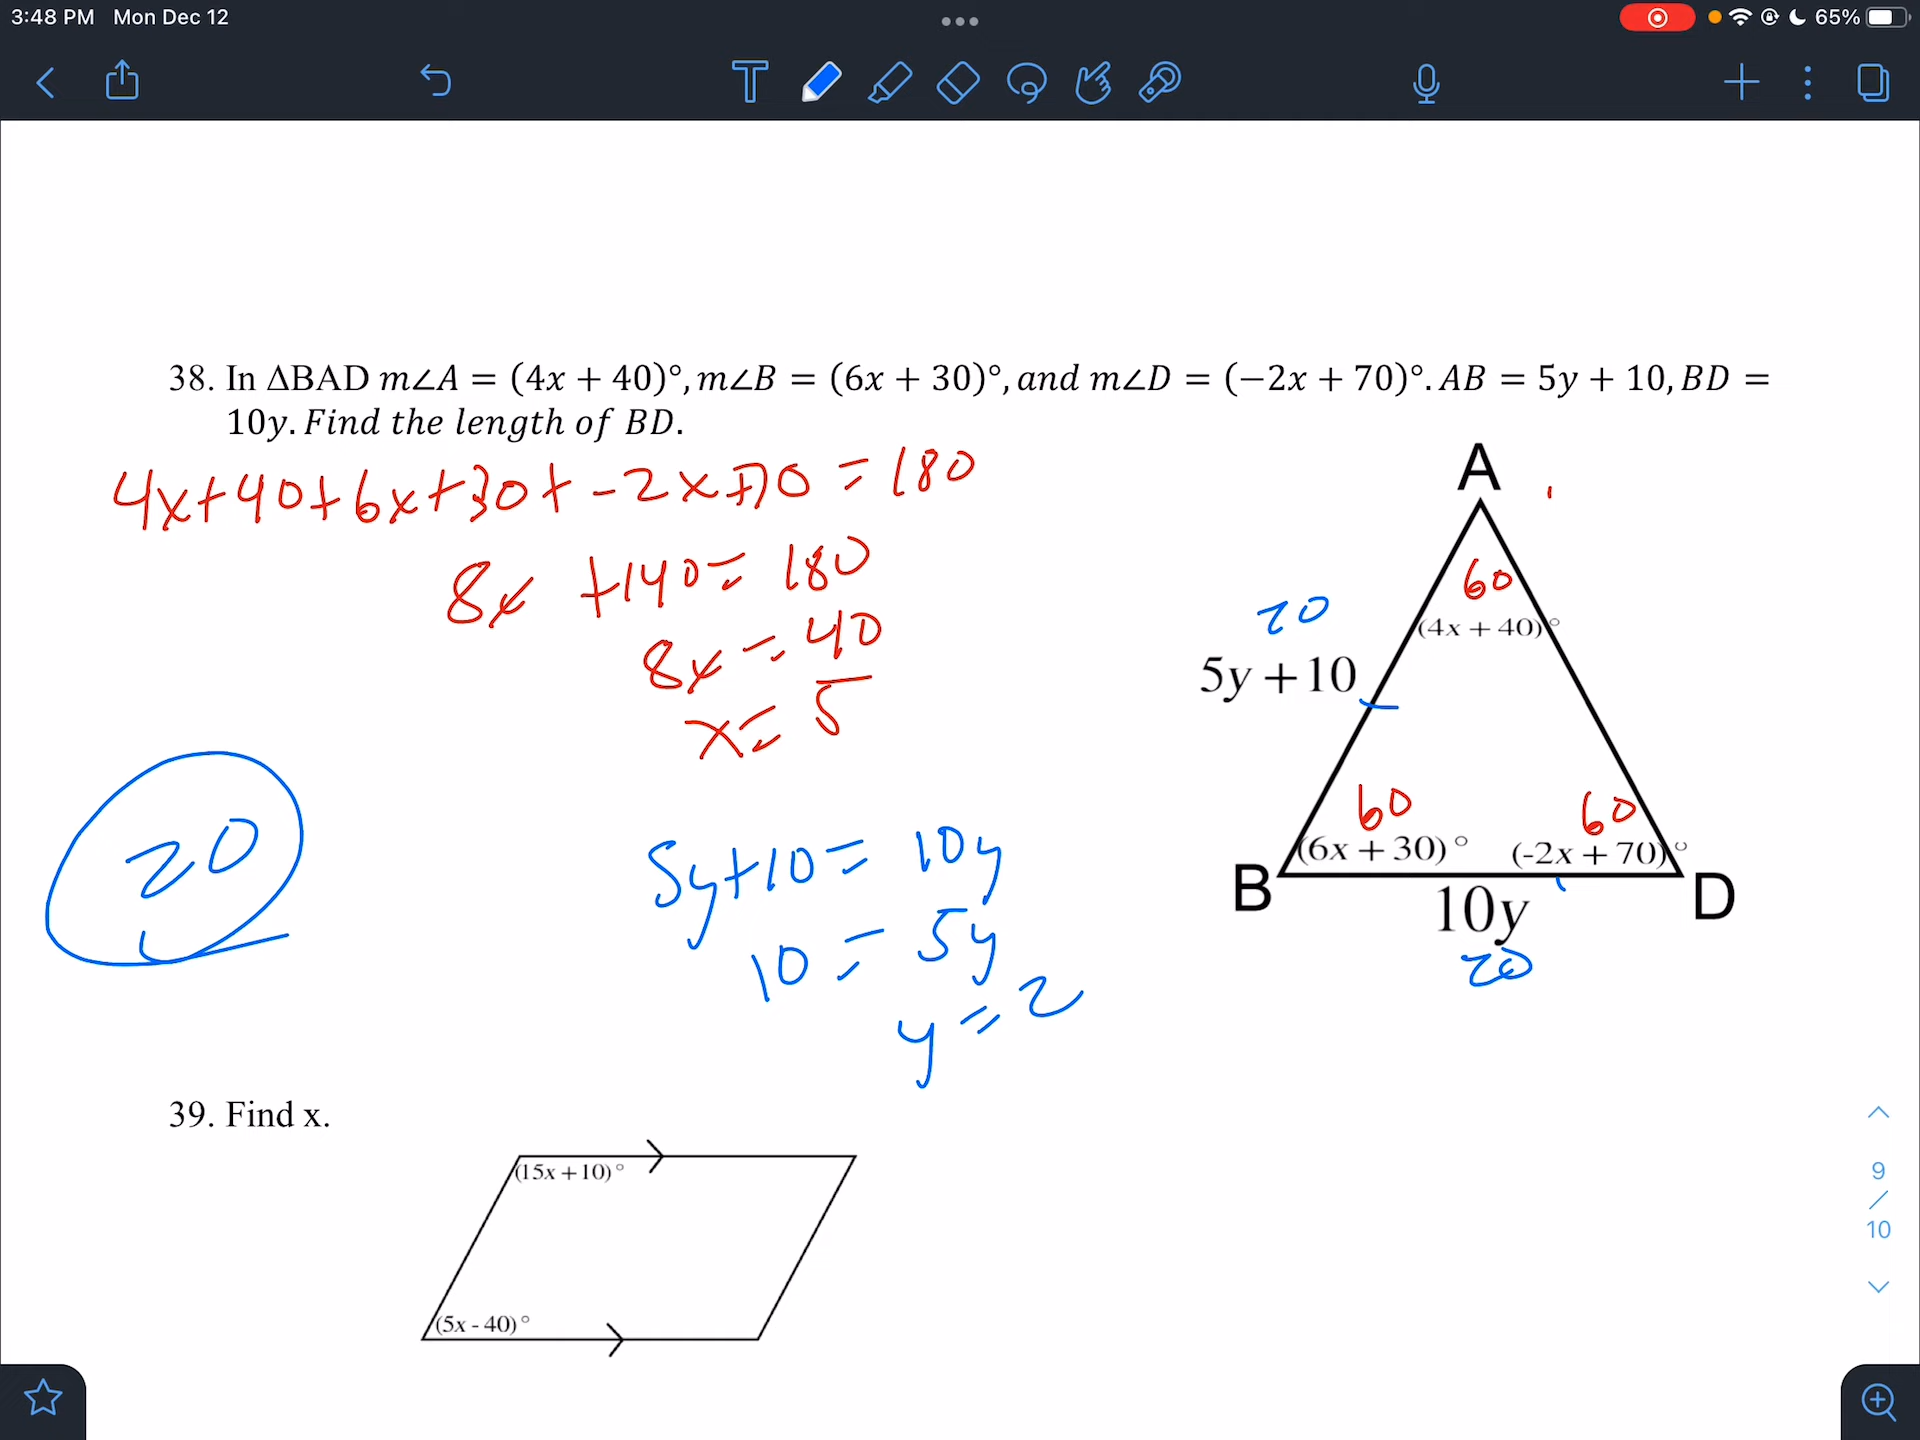 3:48 PM Mon Dec 12
65%
38. In ΔBAD m∠A = (4x + 40)°, m∠B = (6x + 30)°, and m∠D = (−2x + 70)°. AB = 5y + 10, BD =
10y. Find the length of BD.
4x+40+6x+30+-2x+70=180
8x +140=180
8x=40
x=5
A
60
(4x + 40)°
20
5y+10
60
60
(6x + 30)°
(-2x + 70)°
B
D
10y
20
20
5y+10=10y
10=5y
y=2
39. Find x.
(15x+10)°
(5x - 40)°
9
/
10